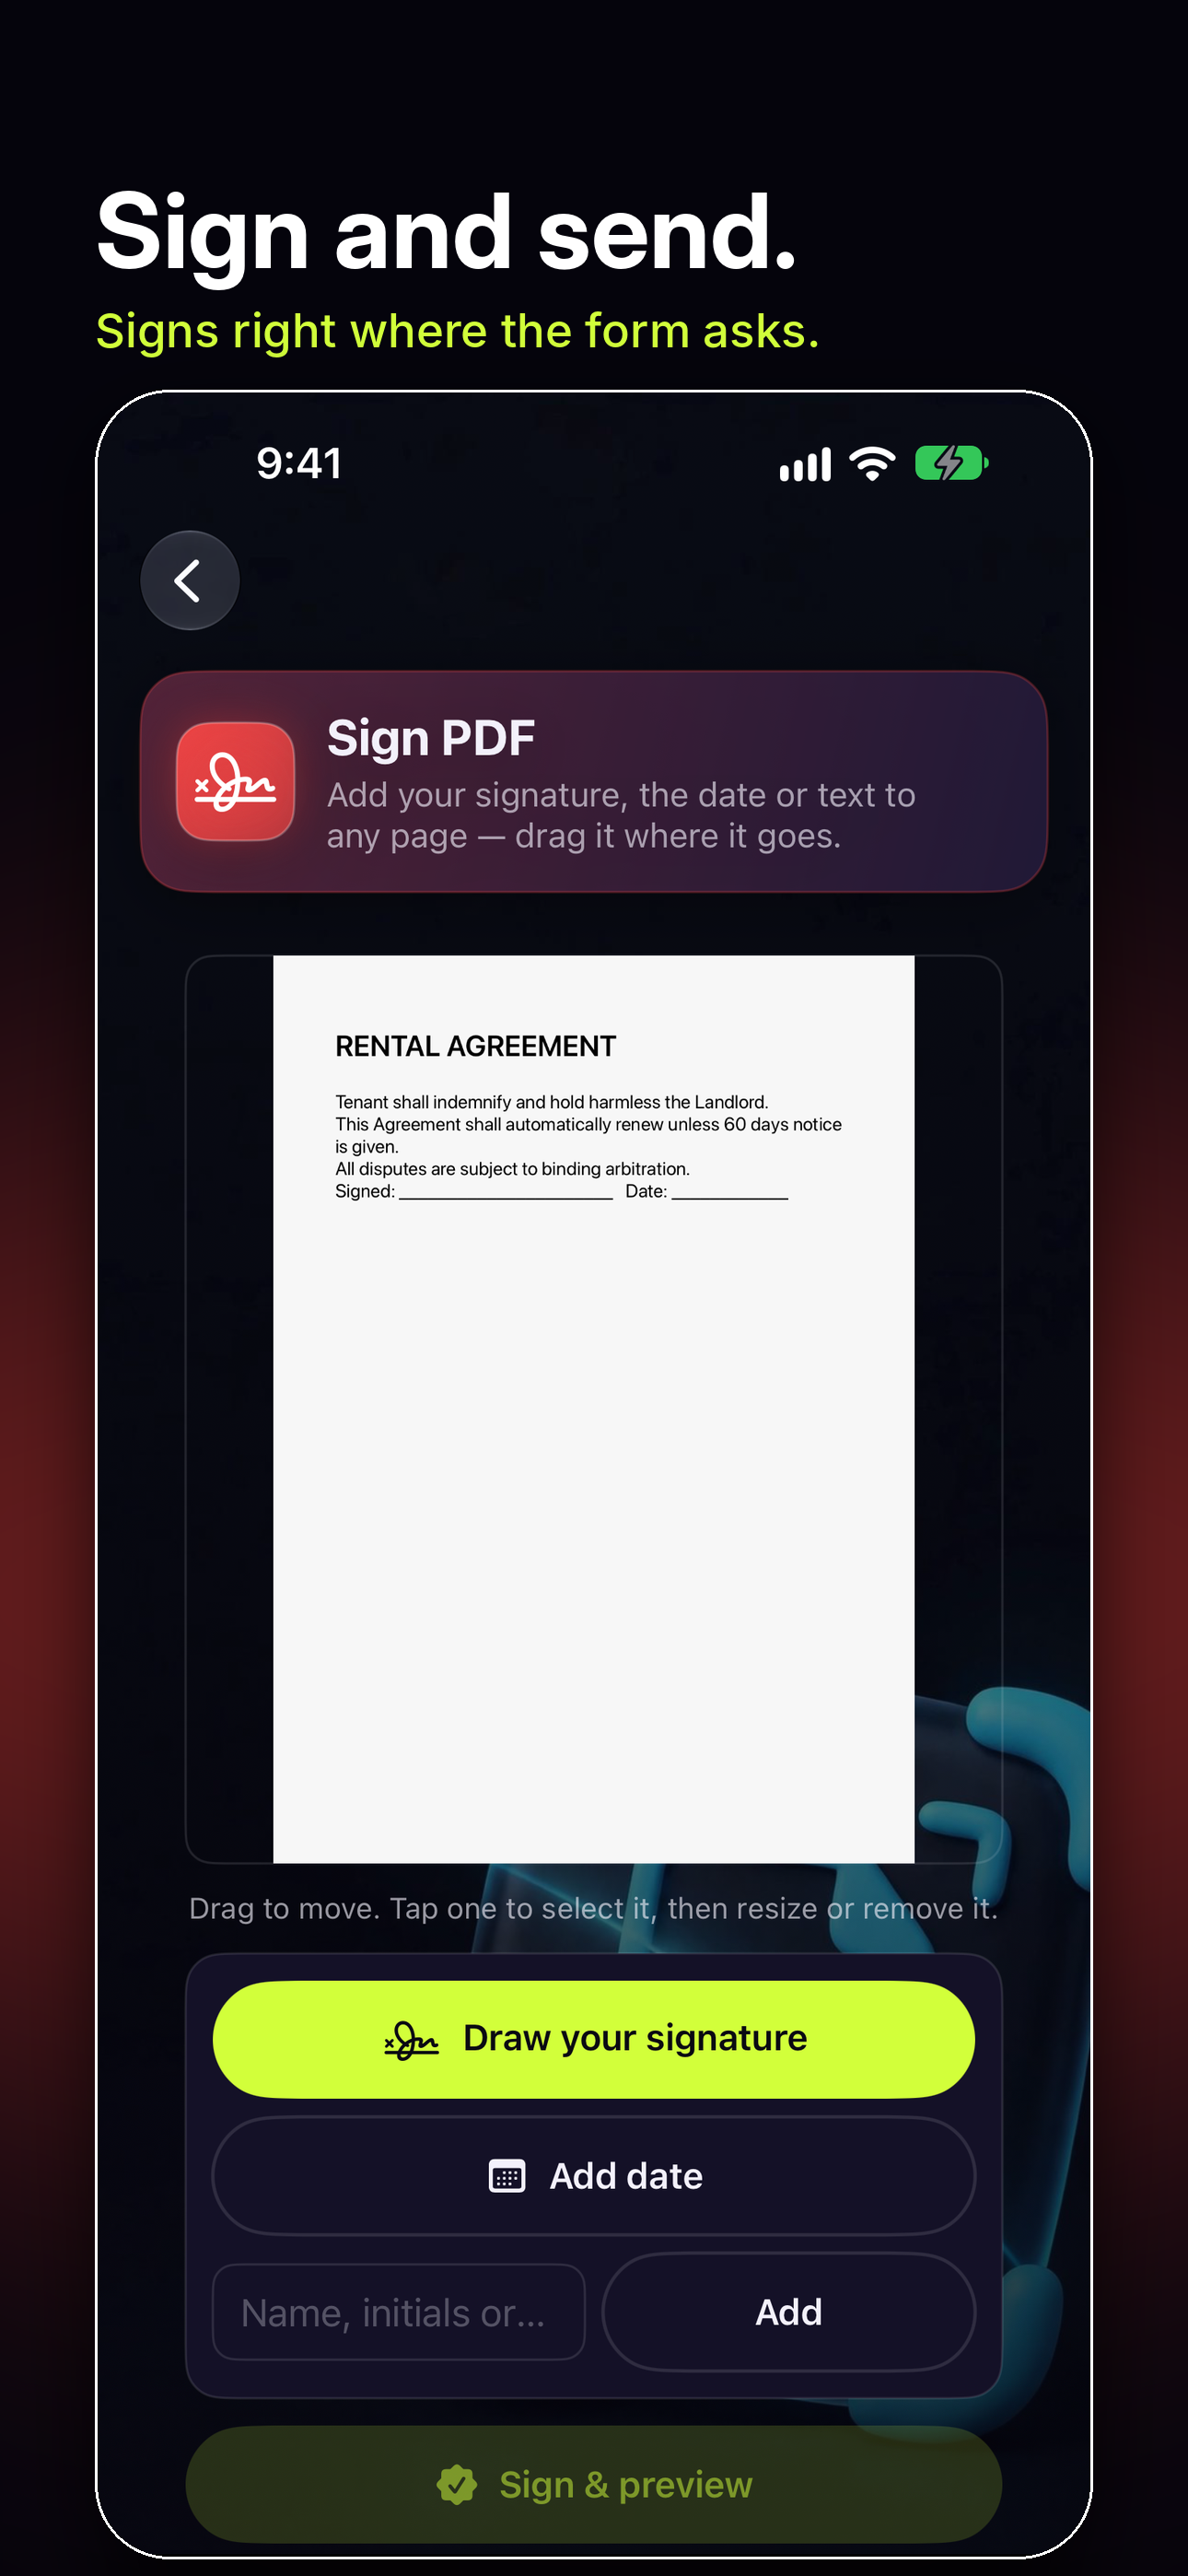 Sign and send.
Signs right where the form asks.
9:41
Sign PDF
Add your signature, the date or text to
any page — drag it where it goes.
RENTAL AGREEMENT
Tenant shall indemnify and hold harmless the Landlord.
This Agreement shall automatically renew unless 60 days notice
is given.
All disputes are subject to binding arbitration.
Signed: ______________________ Date: ____________
Drag to move. Tap one to select it, then resize or remove it.
Draw your signature
Add date
Name, initials or...
Add
Sign & preview